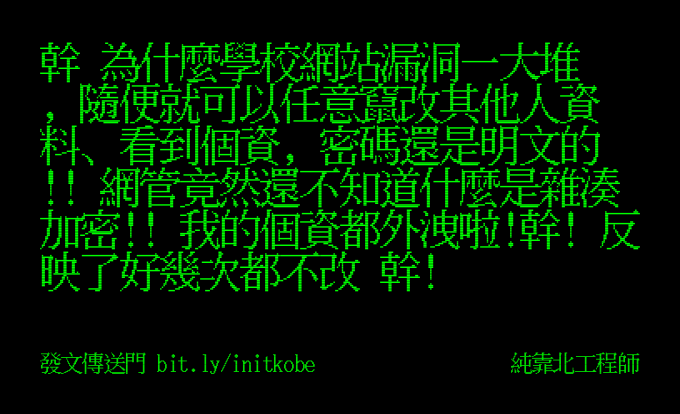 幹 為什麼學校網站漏洞一大堆
，隨便就可以任意竄改其他人資
料、看到個資，密碼還是明文的
!! 網管竟然還不知道什麼是雜湊
加密!! 我的個資都外洩啦!幹! 反
映了好幾次都不改 幹!
發文傳送門 bit.ly/initkobe
純靠北工程師